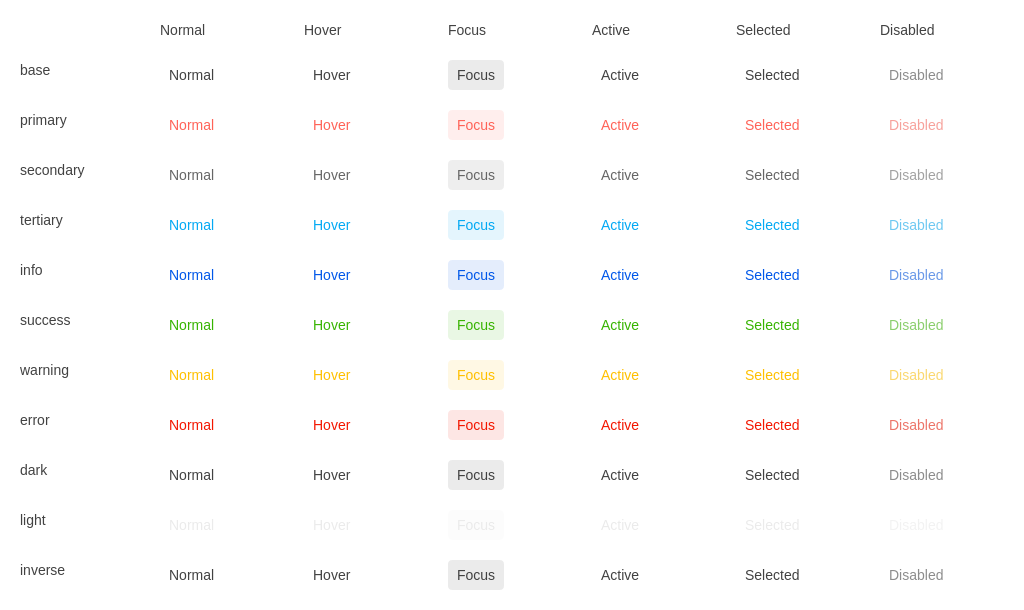 Normal Hover Focus Active Selected Disabled
base Normal Hover Focus Active Selected Disabled
primary Normal Hover Focus Active Selected Disabled
secondary Normal Hover Focus Active Selected Disabled
tertiary Normal Hover Focus Active Selected Disabled
info Normal Hover Focus Active Selected Disabled
success Normal Hover Focus Active Selected Disabled
warning Normal Hover Focus Active Selected Disabled
error Normal Hover Focus Active Selected Disabled
dark Normal Hover Focus Active Selected Disabled
light Normal Hover Focus Active Selected Disabled
inverse Normal Hover Focus Active Selected Disabled